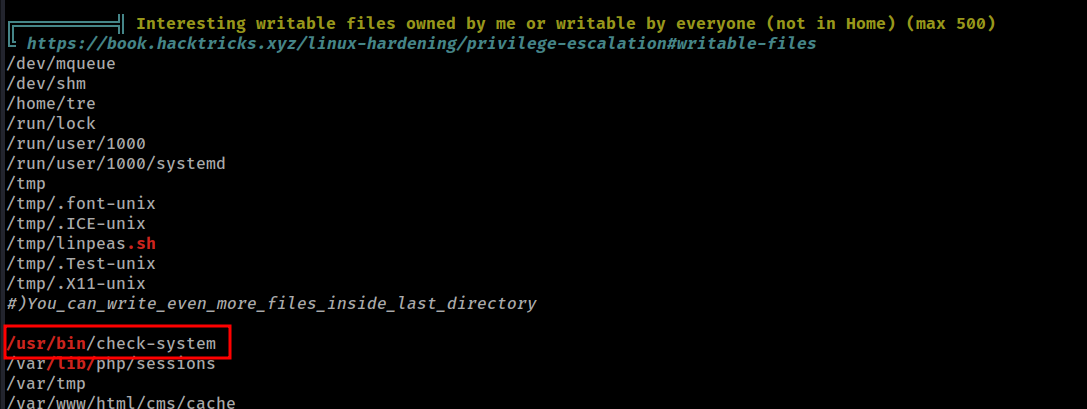 Interesting writable files owned by me or writable by everyone (not in Home) (max 500)
https://book.hacktricks.xyz/linux-hardening/privilege-escalation#writable-files
/dev/mqueue
/dev/shm
/home/tre
/run/lock
/run/user/1000
/run/user/1000/systemd
/tmp
/tmp/.font-unix
/tmp/.ICE-unix
/tmp/linpeas.sh
/tmp/.Test-unix
/tmp/.X11-unix
#)You_can_write_even_more_files_inside_last_directory
/usr/bin/check-system
/var/lib/php/sessions
/var/tmp
/var/www/html/cms/cache